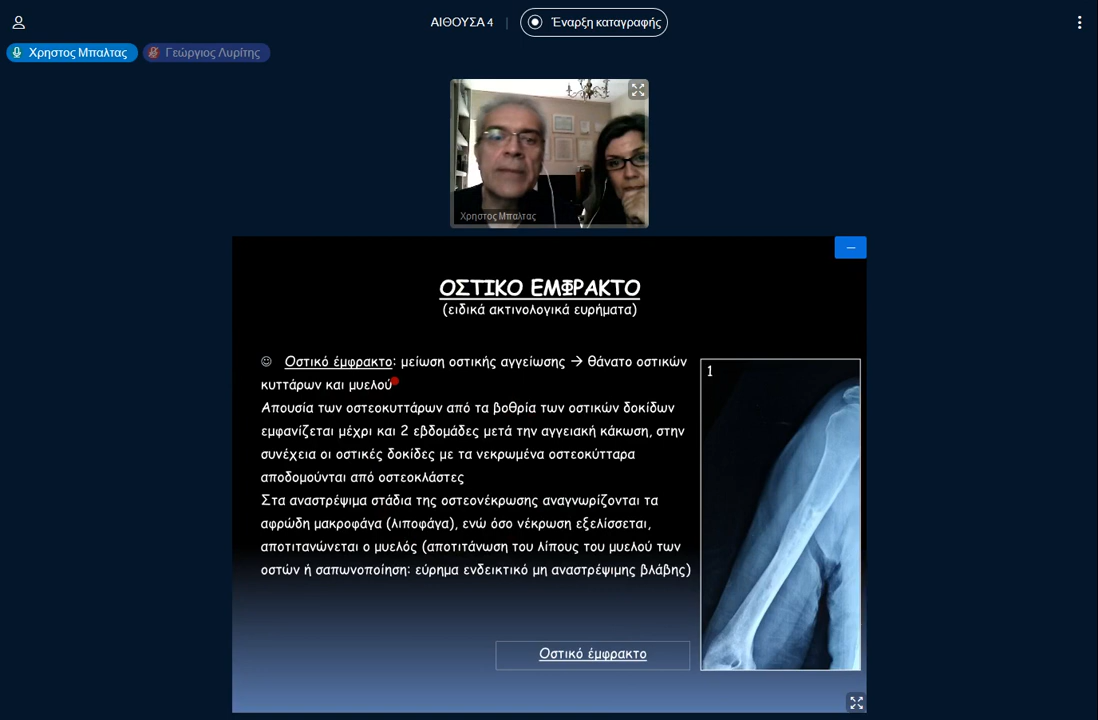 ΑΙΘΟΥΣΑ 4 | Έναρξη καταγραφής
Χρηστος Μπαλτας Γεώργιος Λυρίτης
Χρηστος Μπαλτας
ΟΣΤΙΚΟ ΕΜΦΡΑΚΤΟ
(ειδικά ακτινολογικά ευρήματα)
☺ Οστικό έμφρακτο: μείωση οστικής αγγείωσης → θάνατο οστικών
κυττάρων και μυελού
Απουσία των οστεοκυττάρων από τα βοθρία των οστικών δοκίδων
εμφανίζεται μέχρι και 2 εβδομάδες μετά την αγγειακή κάκωση, στην
συνέχεια οι οστικές δοκίδες με τα νεκρωμένα οστεοκύτταρα
αποδομούνται από οστεοκλάστες
Στα αναστρέψιμα στάδια της οστεονέκρωσης αναγνωρίζονται τα
αφρώδη μακροφάγα (λιποφάγα), ενώ όσο νέκρωση εξελίσσεται,
αποτιτανώνεται ο μυελός (αποτιτάνωση του λίπους του μυελού των
οστών ή σαπωνοποίηση: εύρημα ενδεικτικό μη αναστρέψιμης βλάβης)
1
Οστικό έμφρακτο